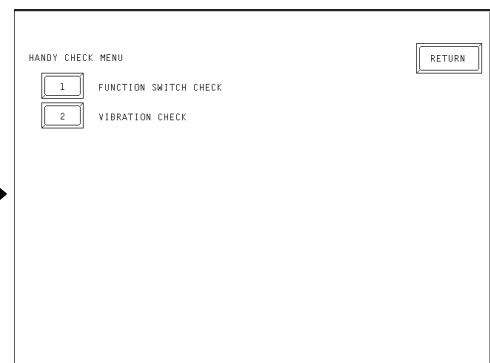 HANDY CHECK MENU
RETURN
1 FUNCTION SWITCH CHECK
2 VIBRATION CHECK